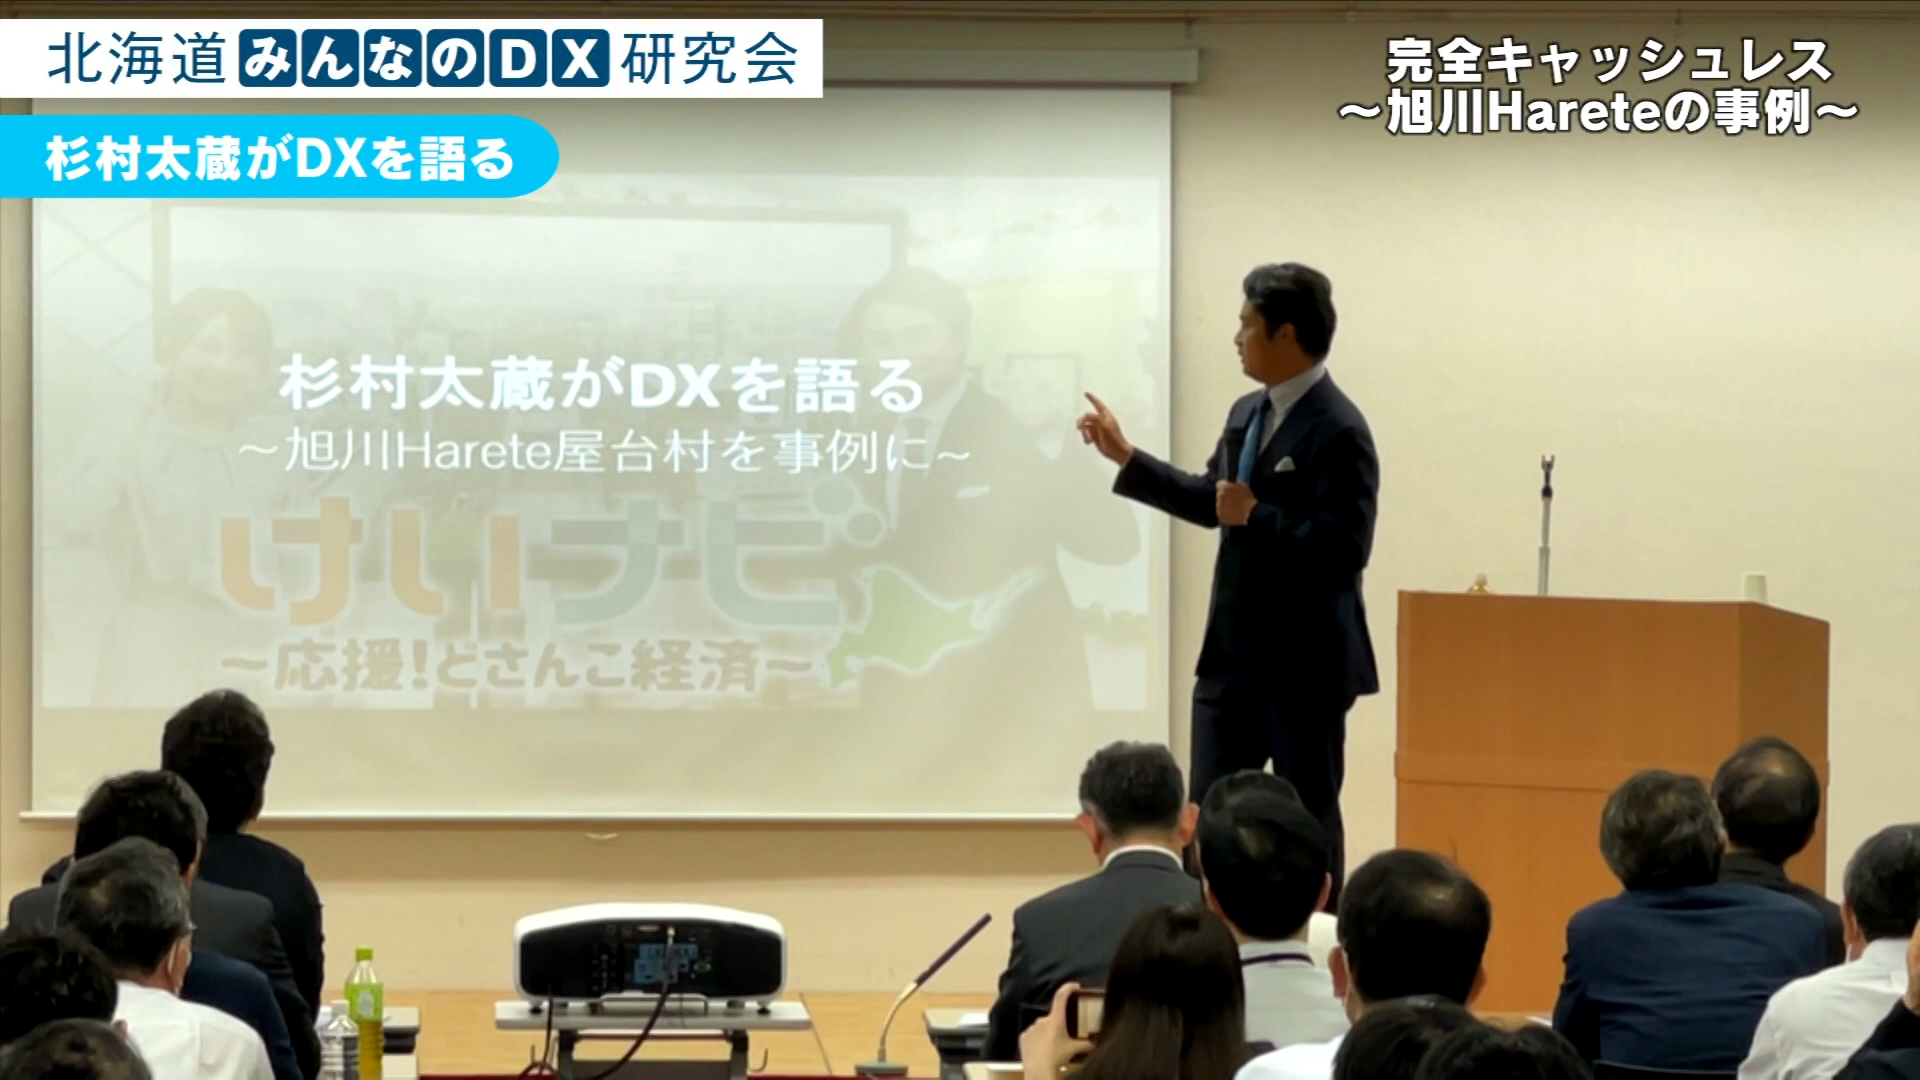 北海道みんなのDX研究会
完全キャッシュレス
～旭川Hareteの事例～
杉村太蔵がDXを語る
杉村太蔵がDXを語る
～旭川Harete屋台村を事例に～
けいナビ
～応援!どさんこ経済～